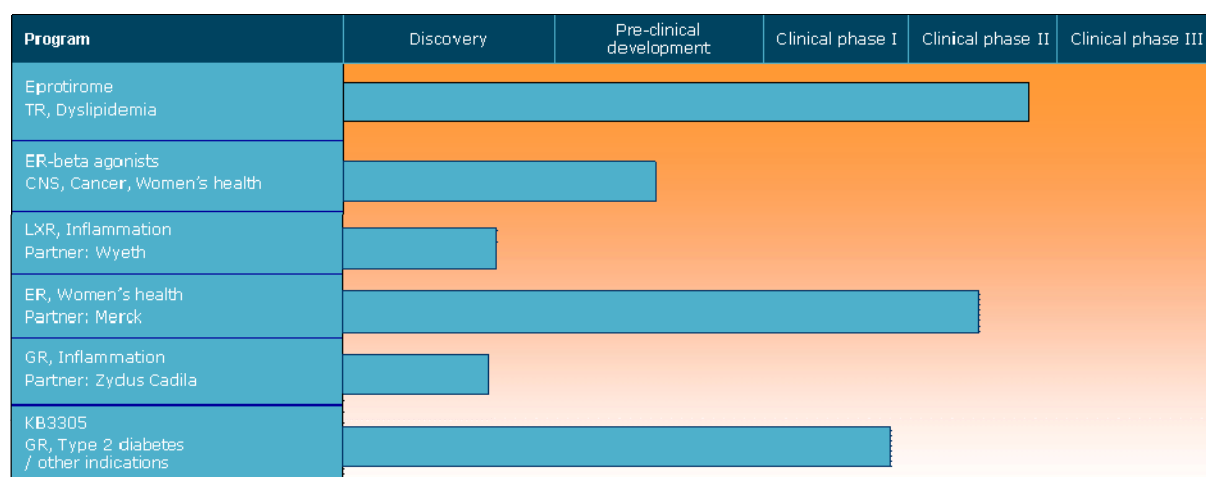 Program
Discovery
Pre-clinical
development
Clinical phase I
Clinical phase II
Clinical phase III
Eprotirome
TR, Dyslipidemia
ER-beta agonists
CNS, Cancer, Women's health
LXR, Inflammation
Partner: Wyeth
ER, Women's health
Partner: Merck
GR, Inflammation
Partner: Zydus Cadila
KB3305
GR, Type 2 diabetes
/ other indications